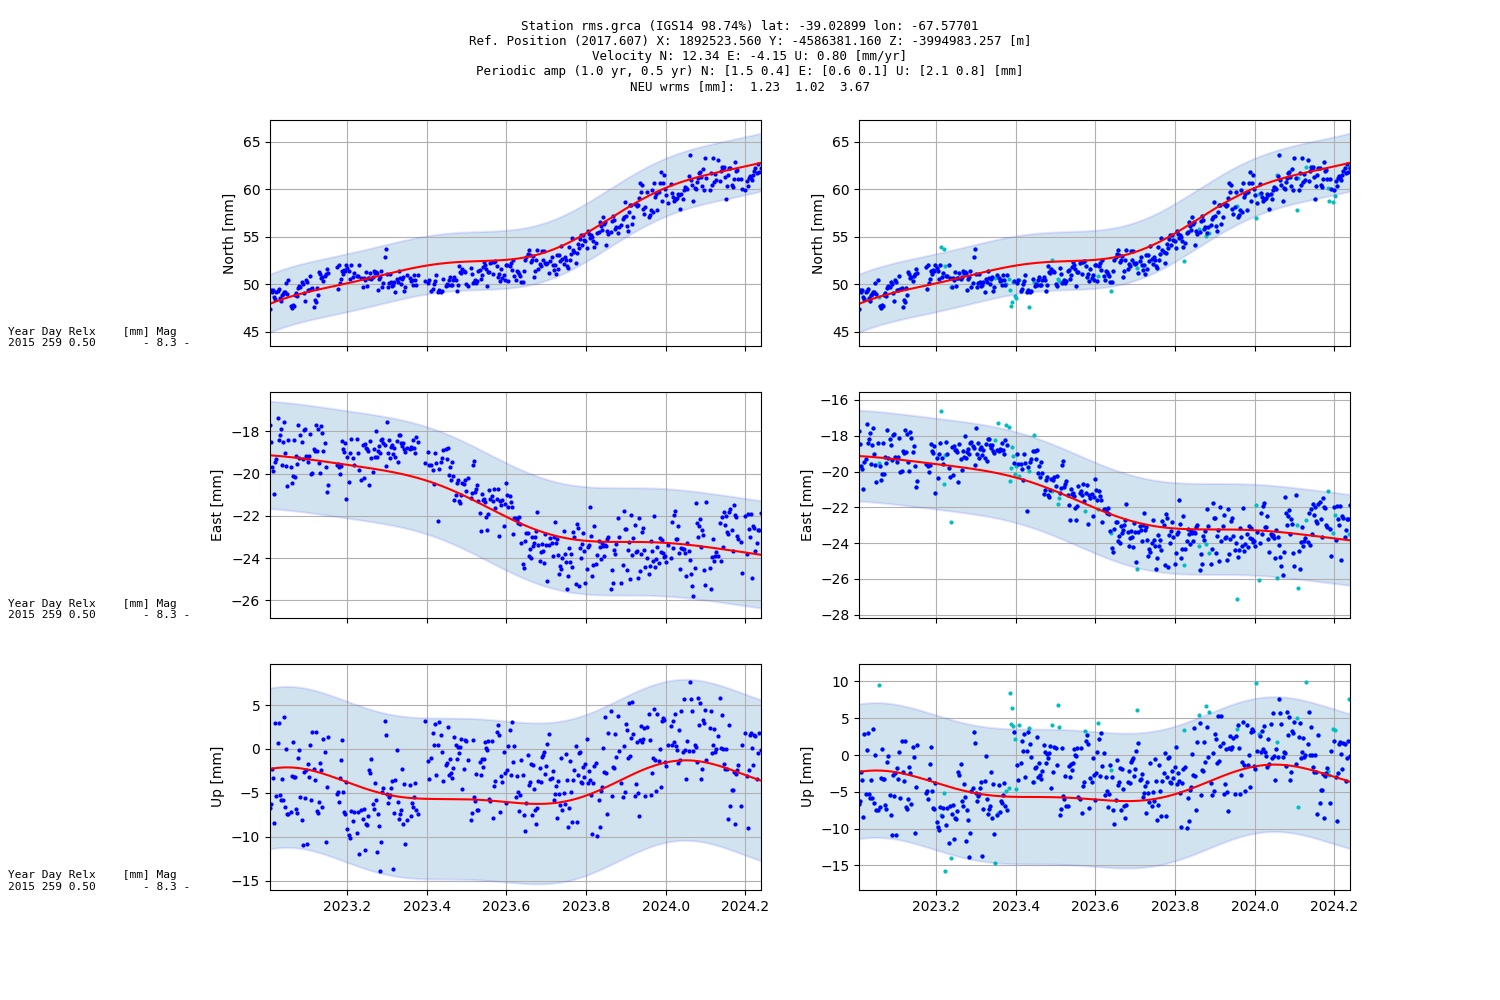 Station rms.grca (IGS14 98.74%) lat: -39.02899 lon: -67.57701
Ref. Position (2017.607) X: 1892523.560 Y: -4586381.160 Z: -3994983.257 [m]
Velocity N: 12.34 E: -4.15 U: 0.80 [mm/yr]
Periodic amp (1.0 yr, 0.5 yr) N: [1.5 0.4] E: [0.6 0.1] U: [2.1 0.8] [mm]
NEU wrms [mm]: 1.23 1.02 3.67
65
60
55
50
45
North [mm]
65
60
55
50
45
North [mm]
Year Day Relx [mm] Mag
2015 259 0.50 - 8.3 -
−18
−20
−22
−24
−26
East [mm]
−16
−18
−20
−22
−24
−26
−28
East [mm]
Year Day Relx [mm] Mag
2015 259 0.50 - 8.3 -
5
0
−5
−10
−15
Up [mm]
10
5
0
−5
−10
−15
Up [mm]
Year Day Relx [mm] Mag
2015 259 0.50 - 8.3 -
2023.2 2023.4 2023.6 2023.8 2024.0 2024.2
2023.2 2023.4 2023.6 2023.8 2024.0 2024.2